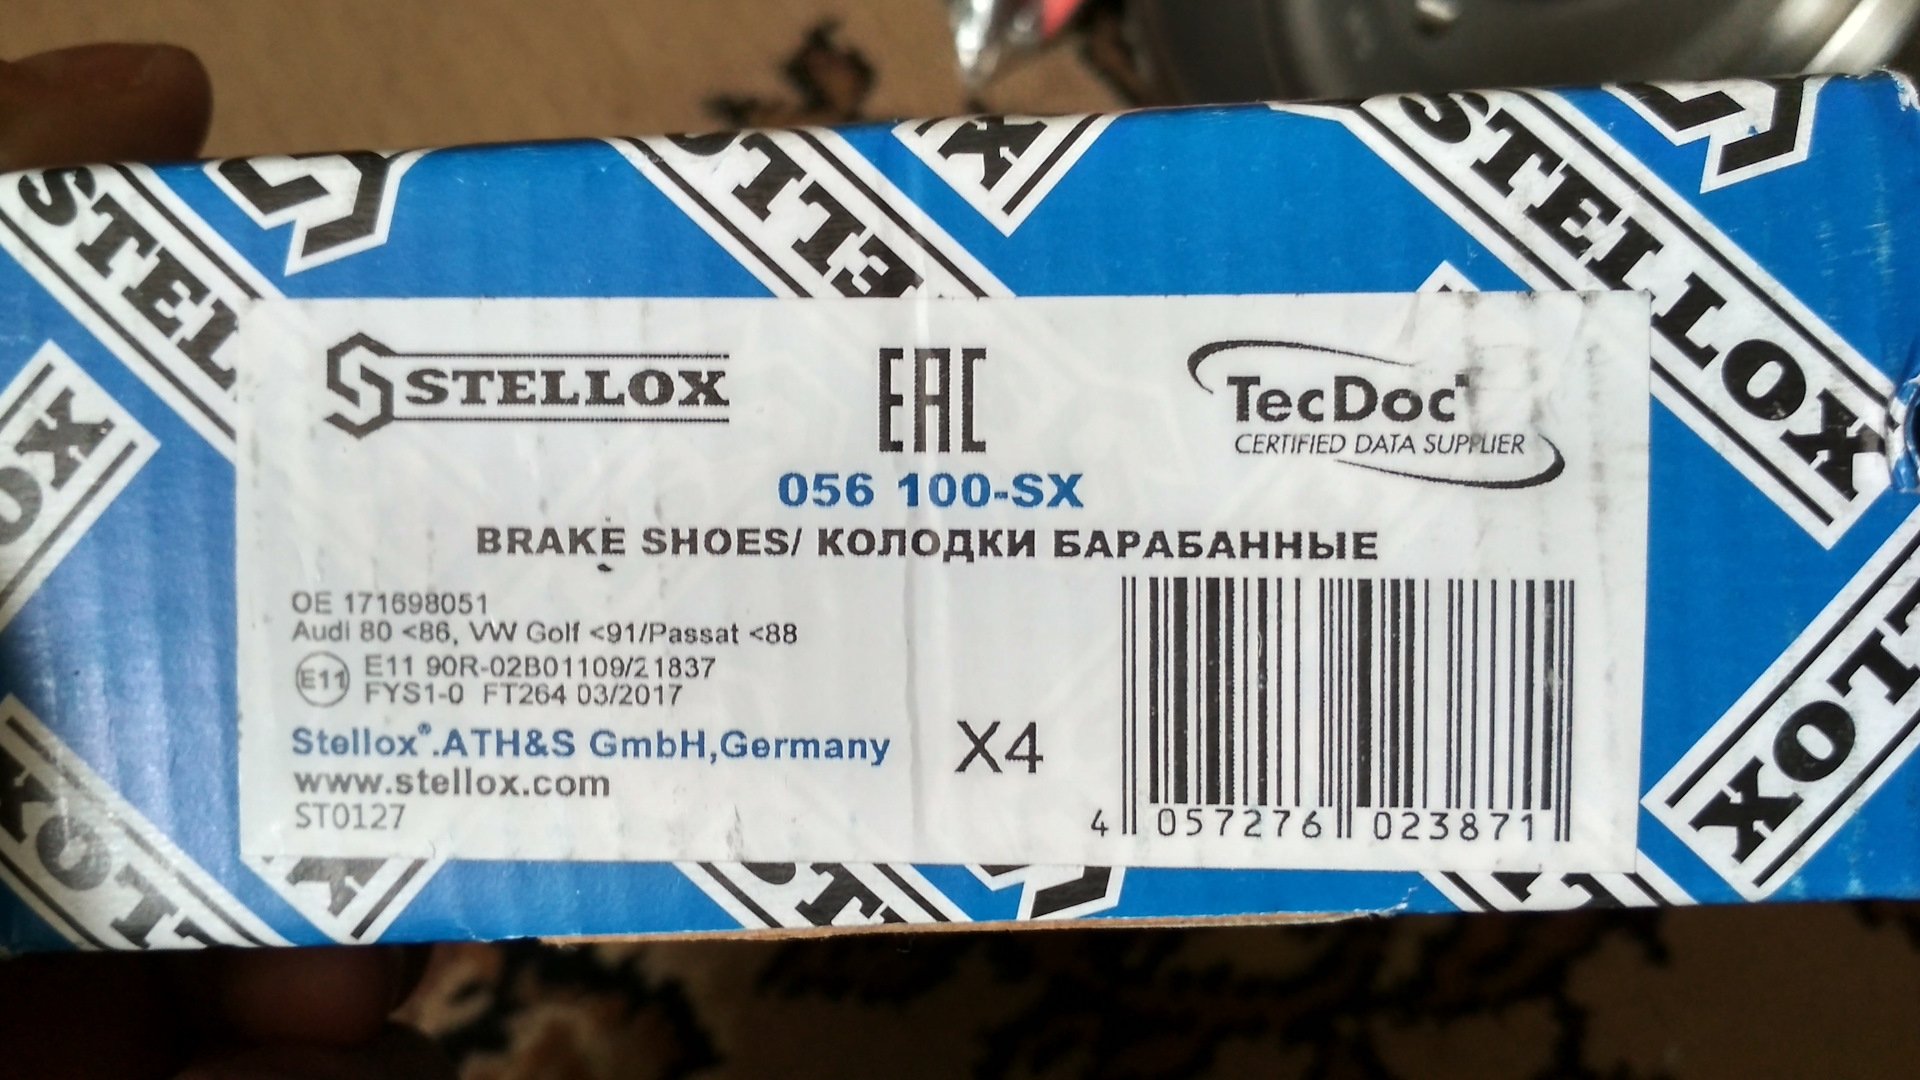 STELLOX
EAC
TecDoc
CERTIFIED DATA SUPPLIER
056 100-SX
BRAKE SHOES/ КОЛОДКИ БАРАБАННЫЕ
OE 171698051
Audi 80 <86, VW Golf <91/Passat <88
E11 E11 90R-02B01109/21837
FYS1-0 FT264 03/2017
Stellox®.ATH&S GmbH,Germany
X4
www.stellox.com
ST0127
4 057276 023871
STELLOX